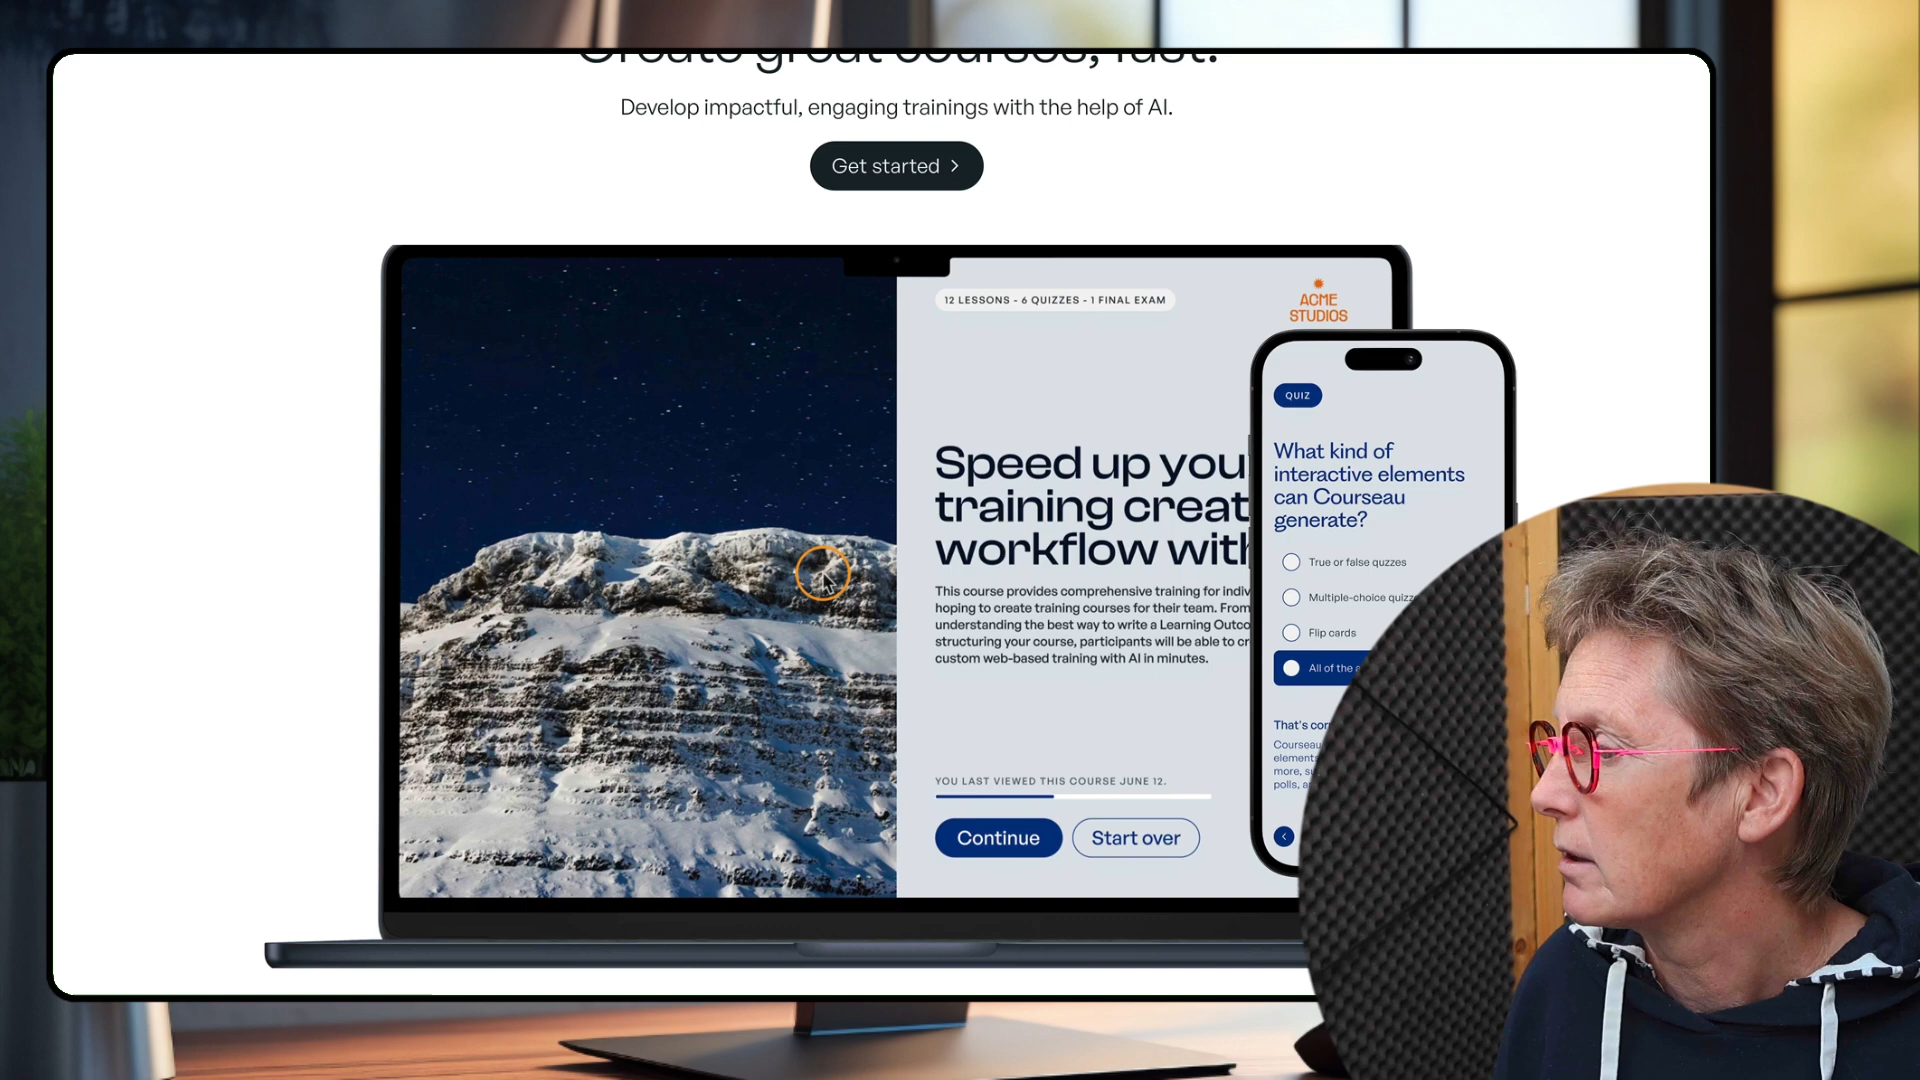 Create great courses, fast.
Develop impactful, engaging trainings with the help of AI.
Get started
12 LESSONS - 6 QUIZZES - 1 FINAL EXAM
ACME
STUDIOS
Speed up you
training creat
workflow with
This course provides comprehensive training for indiv
hoping to create training courses for their team. From
understanding the best way to write a Learning Outco
structuring your course, participants will be able to cr
custom web-based training with AI in minutes.
YOU LAST VIEWED THIS COURSE JUNE 12.
Continue
Start over
QUIZ
What kind of
interactive elements
can Courseau
generate?
True or false quzzes
Multiple-choice quizz
Flip cards
All of the a
That's cor
Courseau
element
more, su
polls, a